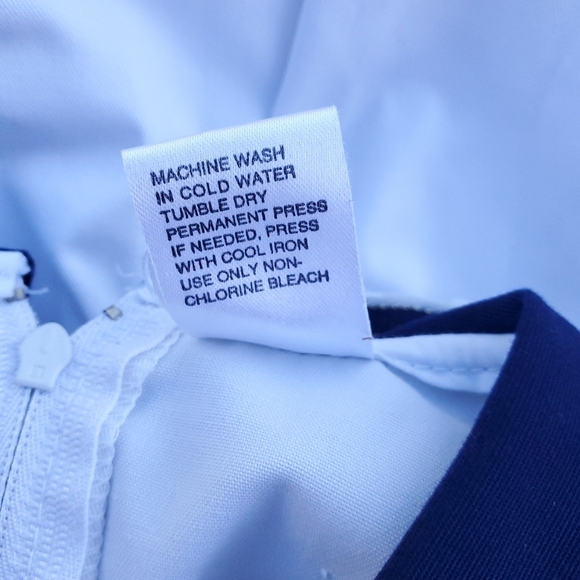 MACHINE WASH
IN COLD WATER
TUMBLE DRY
PERMANENT PRESS
IF NEEDED, PRESS
WITH COOL IRON
USE ONLY NON-
CHLORINE BLEACH